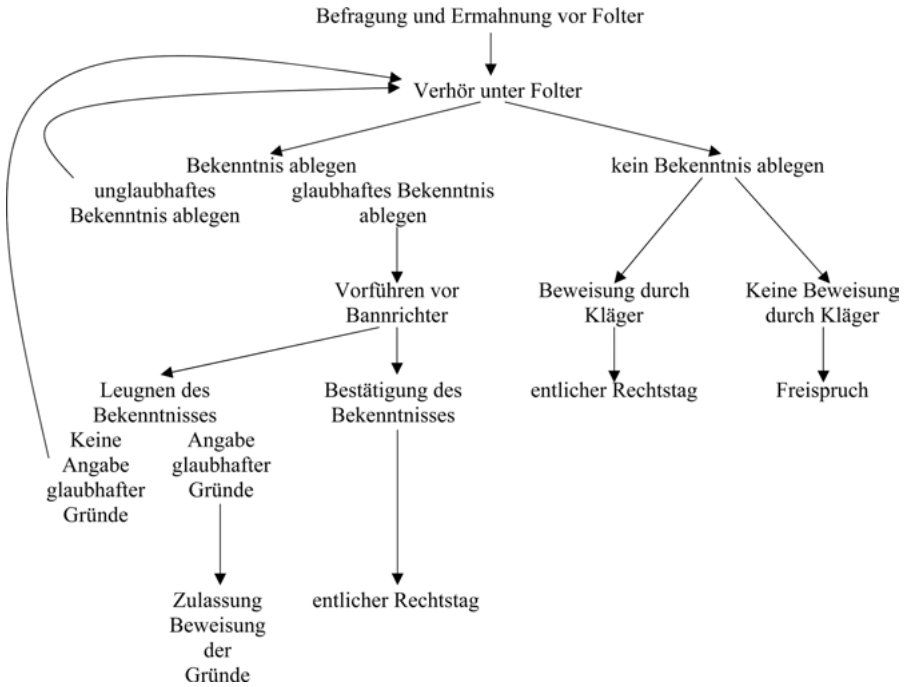 Befragung und Ermahnung vor Folter
Verhör unter Folter
Bekenntnis ablegen
unglaubhaftes
Bekenntnis ablegen
glaubhaftes Bekenntnis
ablegen
kein Bekenntnis ablegen
Vorführen vor
Bannrichter
Beweisung durch
Kläger
Keine Beweisung
durch Kläger
Leugnen des
Bekenntnisses
Keine
Angabe
glaubhafter
Gründe
Angabe
glaubhafter
Gründe
Bestätigung des
Bekenntnisses
entlicher Rechtstag
Freispruch
Zulassung
Beweisung
der
Gründe
entlicher Rechtstag